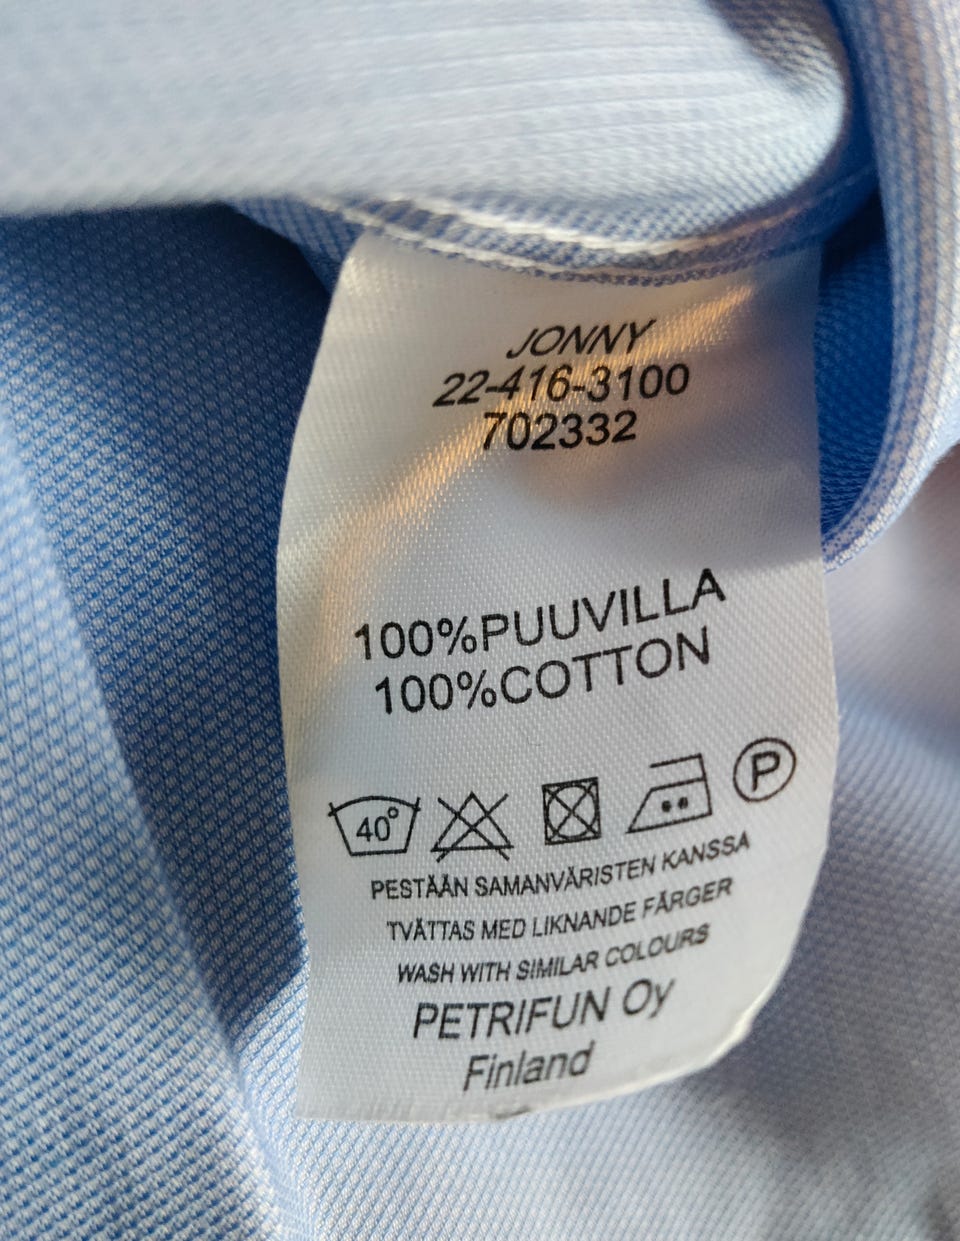 JONNY
22-416-3100
702332
100%PUUVILLA
100%COTTON
40° P
PESTÄÄN SAMANVÄRISTEN KANSSA
TVÄTTAS MED LIKNANDE FÄRGER
WASH WITH SIMILAR COLOURS
PETRIFUN Oy
Finland